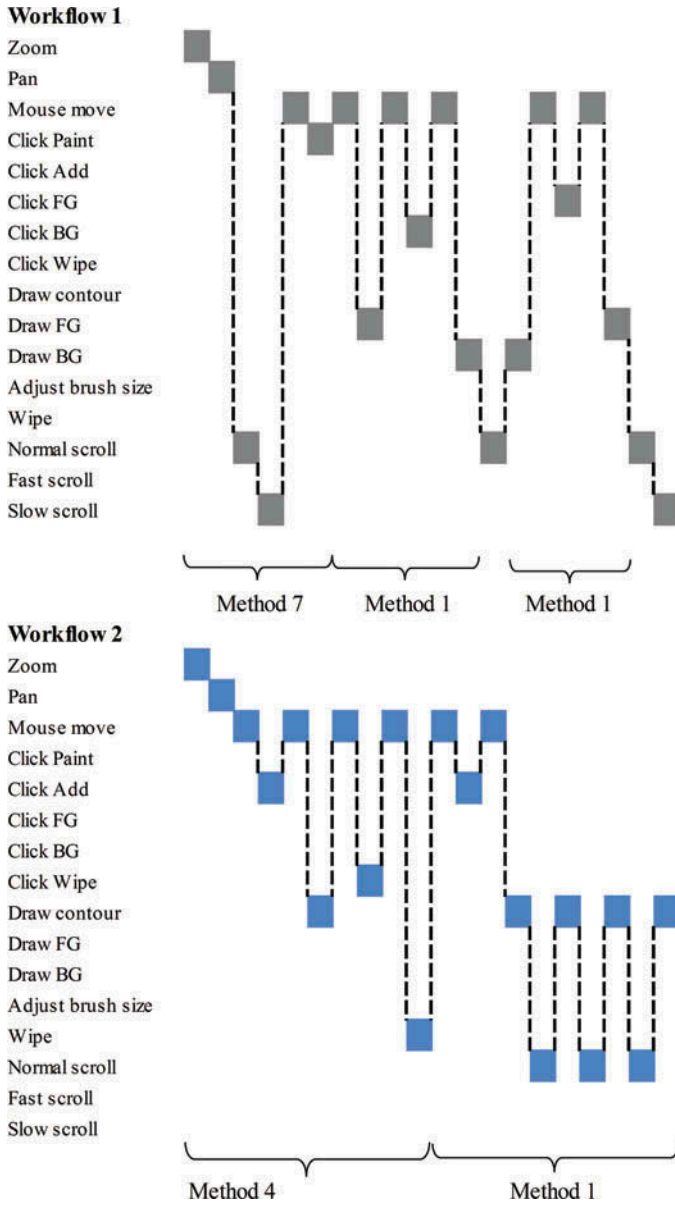 Workflow 1
Zoom
Pan
Mouse move
Click Paint
Click Add
Click FG
Click BG
Click Wipe
Draw contour
Draw FG
Draw BG
Adjust brush size
Wipe
Normal scroll
Fast scroll
Slow scroll
Method 7 Method 1 Method 1
Workflow 2
Zoom
Pan
Mouse move
Click Paint
Click Add
Click FG
Click BG
Click Wipe
Draw contour
Draw FG
Draw BG
Adjust brush size
Wipe
Normal scroll
Fast scroll
Slow scroll
Method 4 Method 1